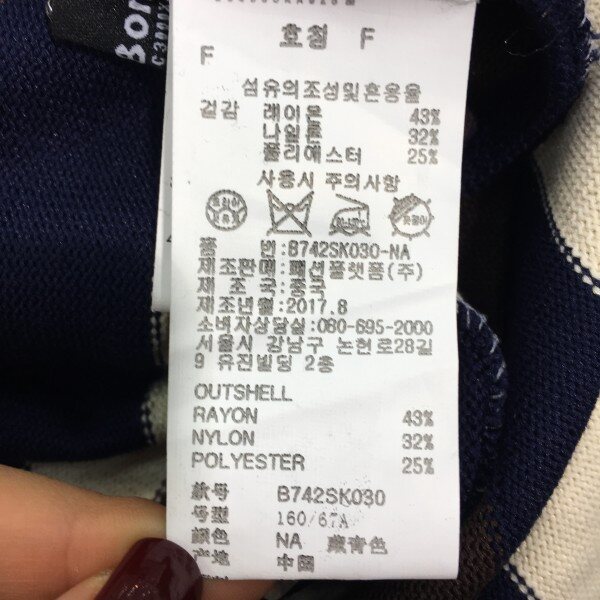 Bon
호칭 F
F
섬유의조성및혼용율
겉감 레이온 43%
나일론 32%
폴리에스터 25%
사용시 주의사항
품 번:B742SK030-NA
제조판매:패션플랫폼(주)
제 조 국:중국
제조년월:2017.8
소비자상담실:080-695-2000
서울시 강남구 논현로28길
9 유진빌딩 2층
OUTSHELL
RAYON 43%
NYLON 32%
POLYESTER 25%
款号 B742SK030
号型 160/67A
颜色 NA 藏青色
产地 中国